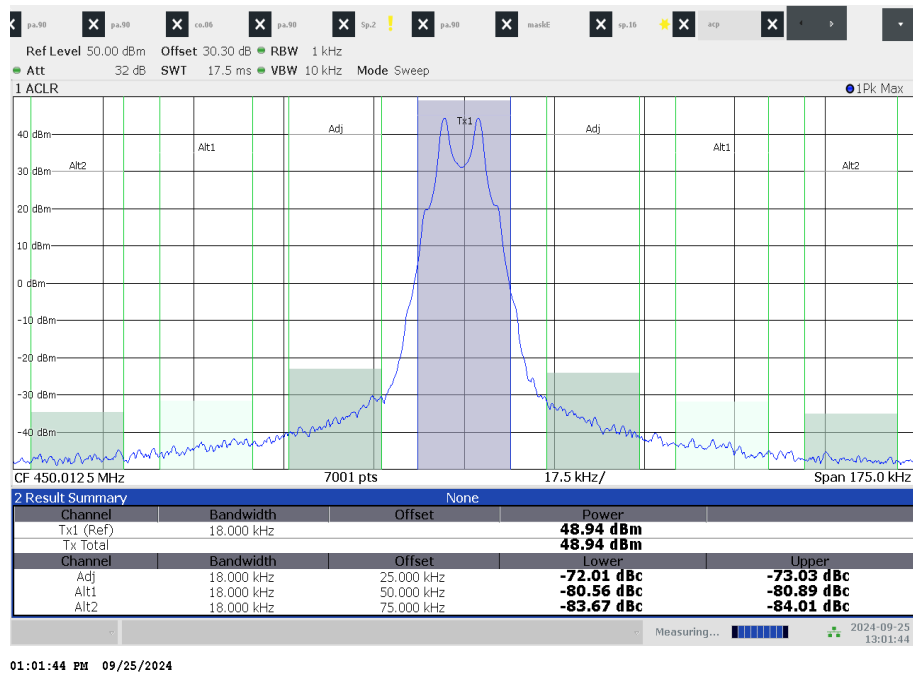 pa.90 pa.90 co.06 pa.90 Sp.2 pa.90 maskE sp.16 acp
Ref Level 50.00 dBm Offset 30.30 dB RBW 1 kHz
Att 32 dB SWT 17.5 ms VBW 10 kHz Mode Sweep
1 ACLR 1Pk Max
Tx1
Adj Adj
40 dBm
Alt1 Alt1
Alt2 Alt2
30 dBm
20 dBm
10 dBm
0 dBm
-10 dBm
-20 dBm
-30 dBm
-40 dBm
CF 450.0125 MHz 7001 pts 17.5 kHz/ Span 175.0 kHz
2 Result Summary None
Channel Bandwidth Offset Power
Tx1 (Ref) 18.000 kHz 48.94 dBm
Tx Total 48.94 dBm
Channel Bandwidth Offset Lower Upper
Adj 18.000 kHz 25.000 kHz -72.01 dBc -73.03 dBc
Alt1 18.000 kHz 50.000 kHz -80.56 dBc -80.89 dBc
Alt2 18.000 kHz 75.000 kHz -83.67 dBc -84.01 dBc
Measuring... 2024-09-25
13:01:44
01:01:44 PM 09/25/2024